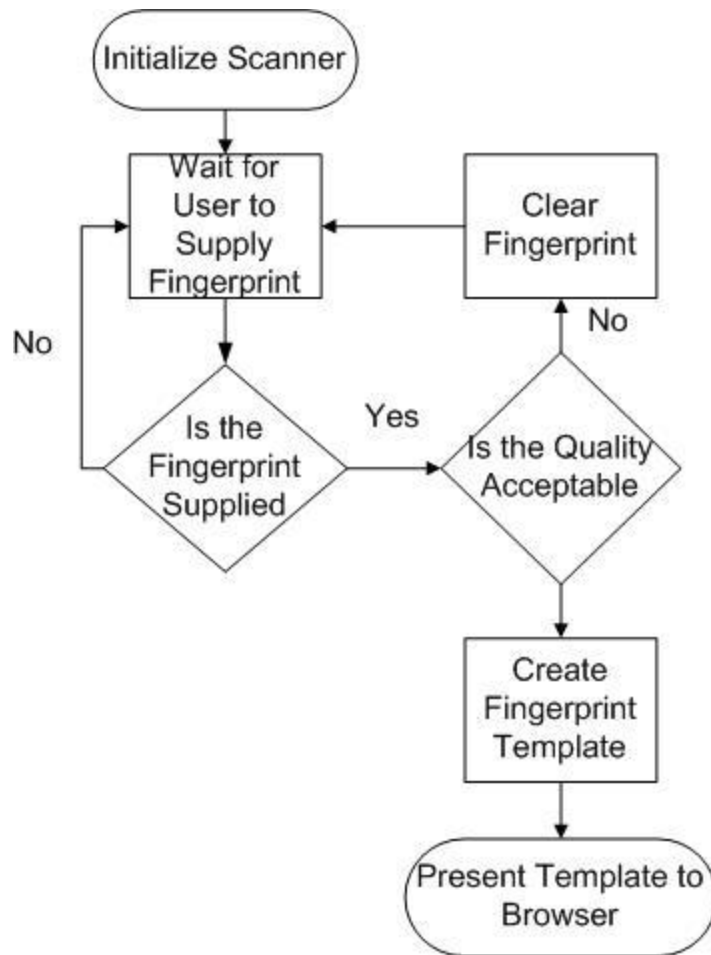 Initialize Scanner
Wait for
User to
Supply
Fingerprint
Clear
Fingerprint
No
No
Is the
Fingerprint
Supplied
Yes
Is the Quality
Acceptable
Create
Fingerprint
Template
Present Template to
Browser